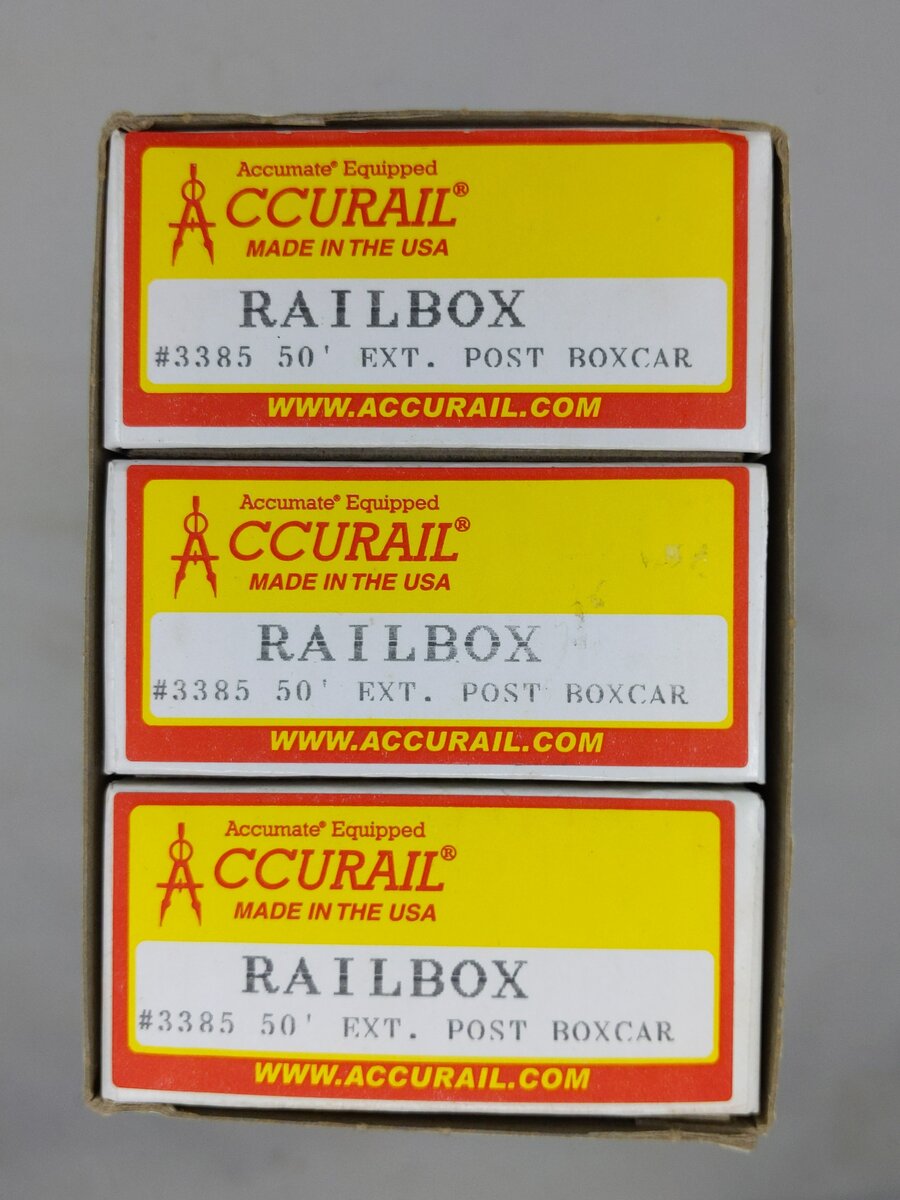 Accumate® Equipped
ACCURAIL®
MADE IN THE USA
RAILBOX
#3385 50' EXT. POST BOXCAR
WWW.ACCURAIL.COM
Accumate® Equipped
ACCURAIL®
MADE IN THE USA
RAILBOX
#3385 50' EXT. POST BOXCAR
WWW.ACCURAIL.COM
Accumate® Equipped
ACCURAIL®
MADE IN THE USA
RAILBOX
#3385 50' EXT. POST BOXCAR
WWW.ACCURAIL.COM